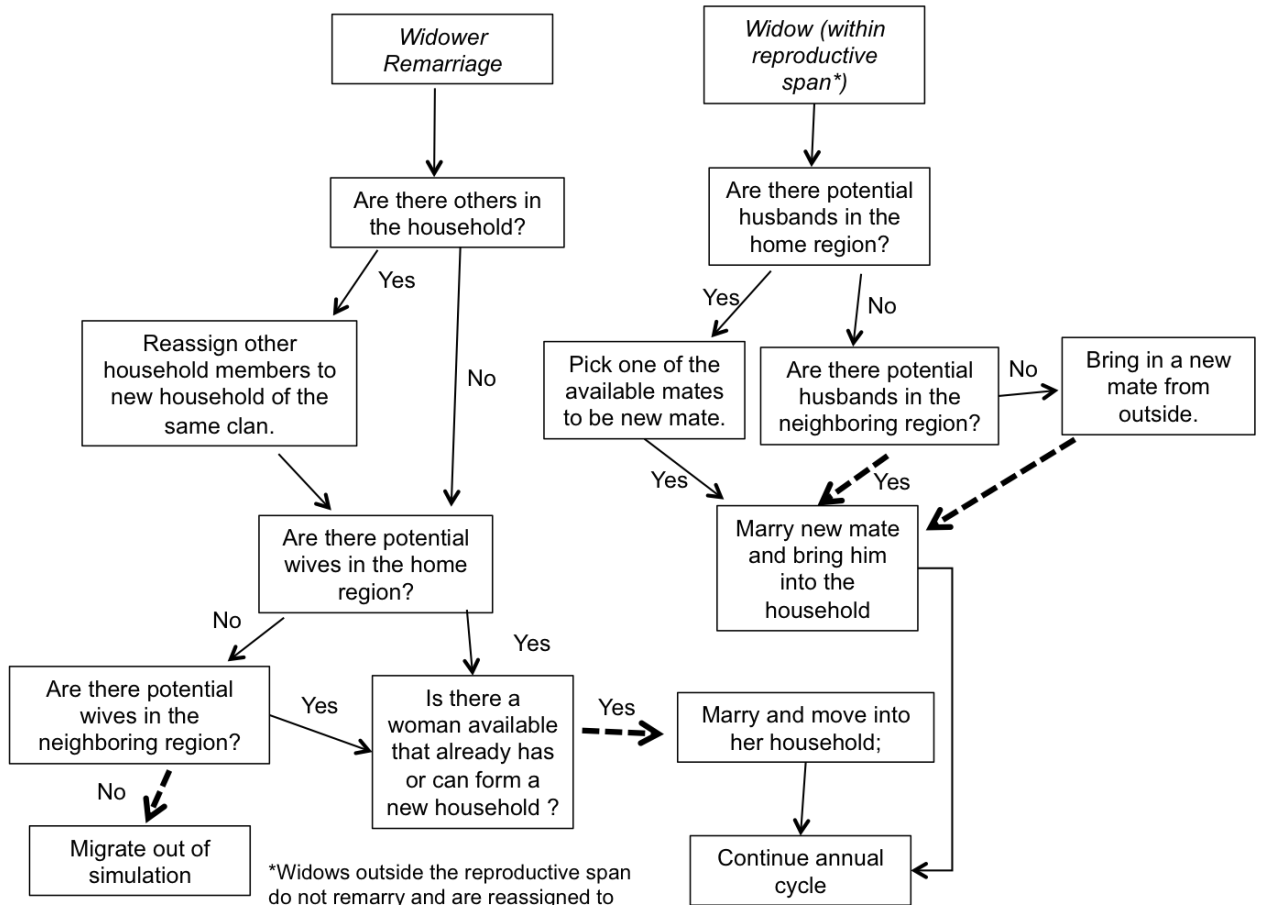 Widower
Remarriage
Are there others in
the household?
Yes
No
Reassign other
household members to
new household of the
same clan.
Are there potential
wives in the home
region?
No
Yes
Are there potential
wives in the
neighboring region?
Yes
No
Migrate out of
simulation
Is there a
woman available
that already has
or can form a
new household ?
Yes
Marry and move into
her household;
Continue annual
cycle
Widow (within
reproductive
span*)
Are there potential
husbands in the
home region?
Yes
No
Pick one of the
available mates
to be new mate.
Yes
Are there potential
husbands in the
neighboring region?
No
Yes
Bring in a new
mate from
outside.
Marry new mate
and bring him
into the
household
*Widows outside the reproductive span
do not remarry and are reassigned to